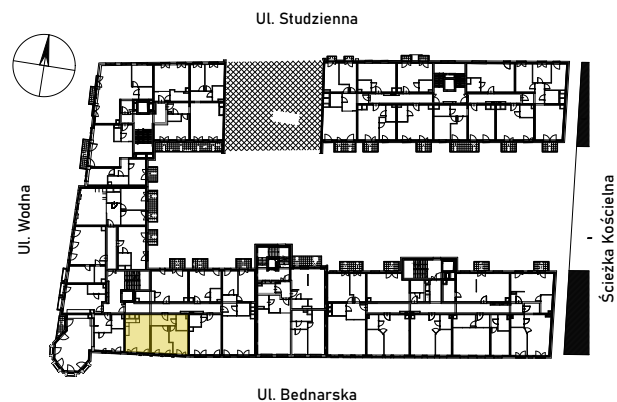 Ul. Studzienna
Ul. Wodna
Ścieżka Kościelna
Ul. Bednarska